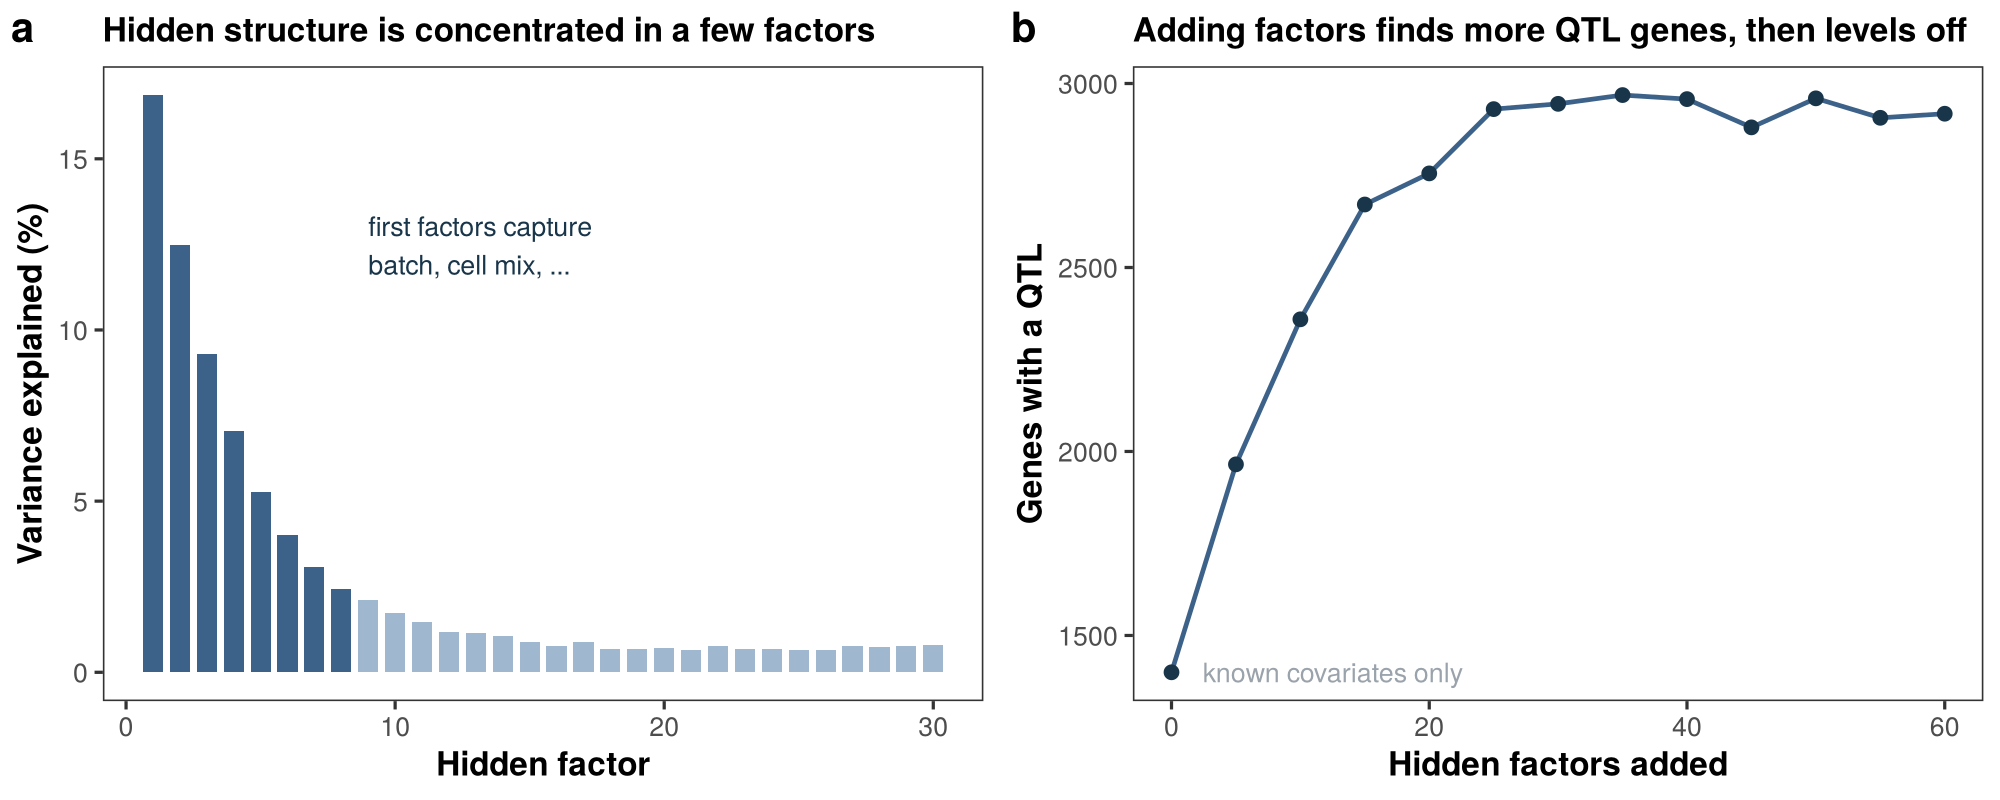 a
Hidden structure is concentrated in a few factors
Variance explained (%)
15
10
5
0
first factors capture
batch, cell mix, ...
0 10 20 30
Hidden factor
b
Adding factors finds more QTL genes, then levels off
Genes with a QTL
3000
2500
2000
1500
known covariates only
0 20 40 60
Hidden factors added